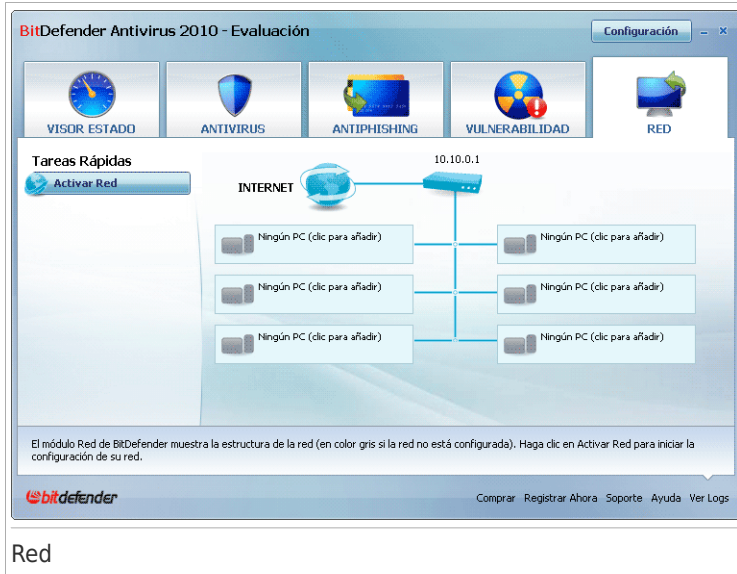 BitDefender Antivirus 2010 - Evaluación
Configuración
VISOR ESTADO
ANTIVIRUS
ANTIPHISHING
VULNERABILIDAD
RED
Tareas Rápidas
Activar Red
10.10.0.1
INTERNET
Ningún PC (clic para añadir)
Ningún PC (clic para añadir)
Ningún PC (clic para añadir)
Ningún PC (clic para añadir)
Ningún PC (clic para añadir)
Ningún PC (clic para añadir)
El módulo Red de BitDefender muestra la estructura de la red (en color gris si la red no está configurada). Haga clic en Activar Red para iniciar la
configuración de su red.
bitdefender
Comprar Registrar Ahora Soporte Ayuda Ver Logs
Red